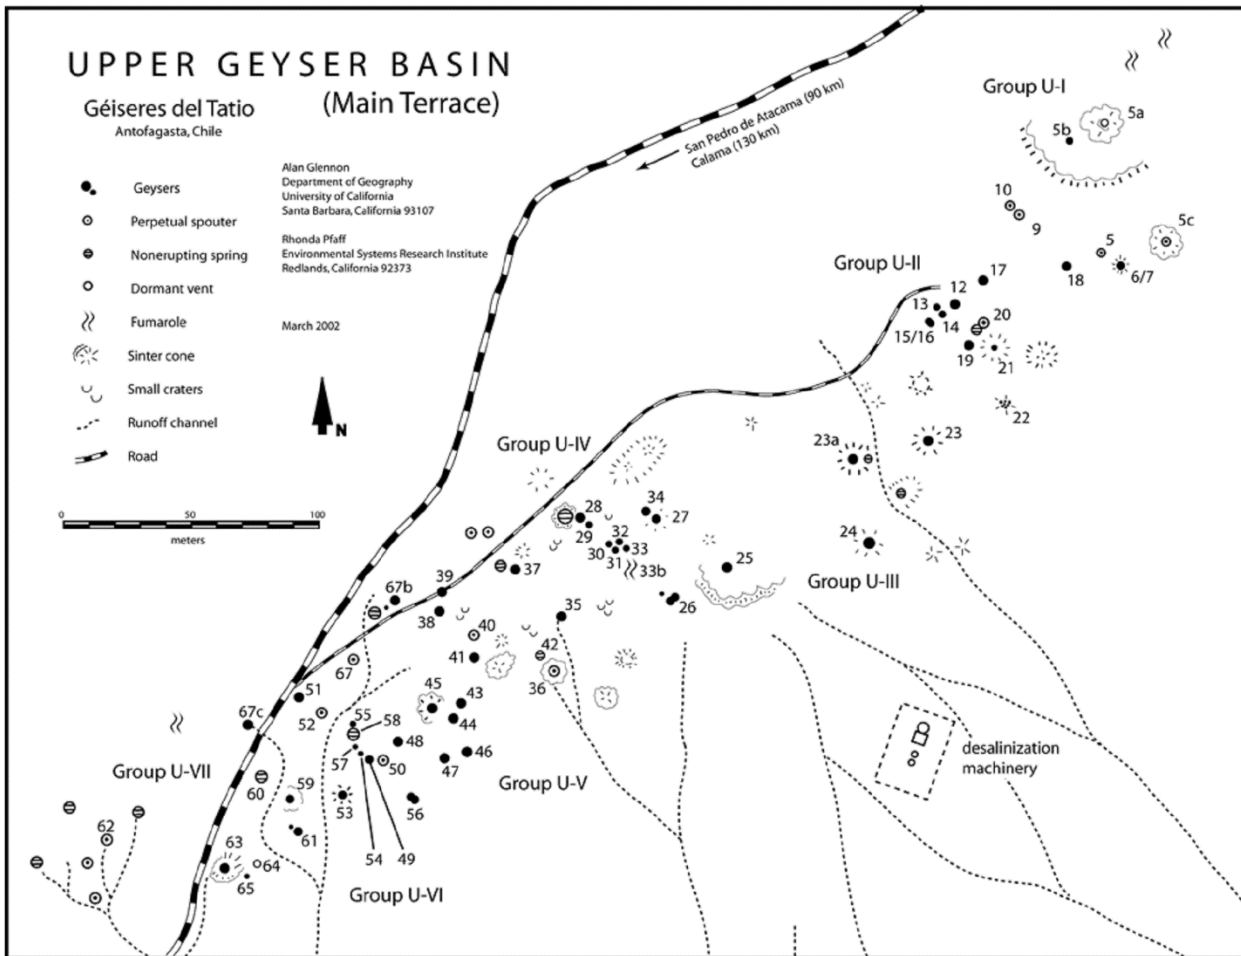 UPPER GEYSER BASIN
(Main Terrace)
Géiseres del Tatio
Antofagasta, Chile
Geysers
Perpetual spouter
Nonerupting spring
Dormant vent
Fumarole
Sinter cone
Small craters
Runoff channel
Road
Alan Glennon
Department of Geography
University of California
Santa Barbara, California 93107
Rhonda Pfaff
Environmental Systems Research Institute
Redlands, California 92373
March 2002
N
0 50 100
meters
San Pedro de Atacama (90 km)
Calama (130 km)
Group U-I
5a
5b
10
9
5c
5
6/7
18
Group U-II
17
12
13
14
15/16
20
19
21
22
23
23a
24
Group U-III
Group U-IV
28
29
34
27
32
30
31
33
33b
25
26
37
39
67b
38
35
40
41
42
36
67
51
52
67c
45
43
44
55
58
48
57
50
47
46
Group U-V
53
56
54
49
Group U-VI
Group U-VII
60
59
61
62
63
64
65
desalinization
machinery